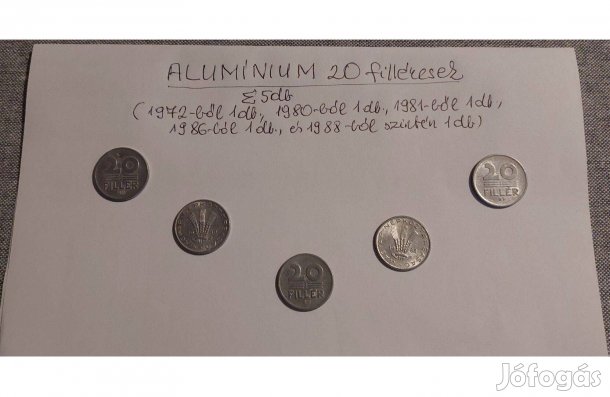 ALUMÍNIUM 20 filléresek
Σ 5db
(1972-ből 1db., 1980-ból 1db., 1981-ből 1db.,
1986-ból 1db., és 1988-ból szintén 1db)
20
FILLÉR
20
FILLÉR
20
FILLÉR
Jófogás